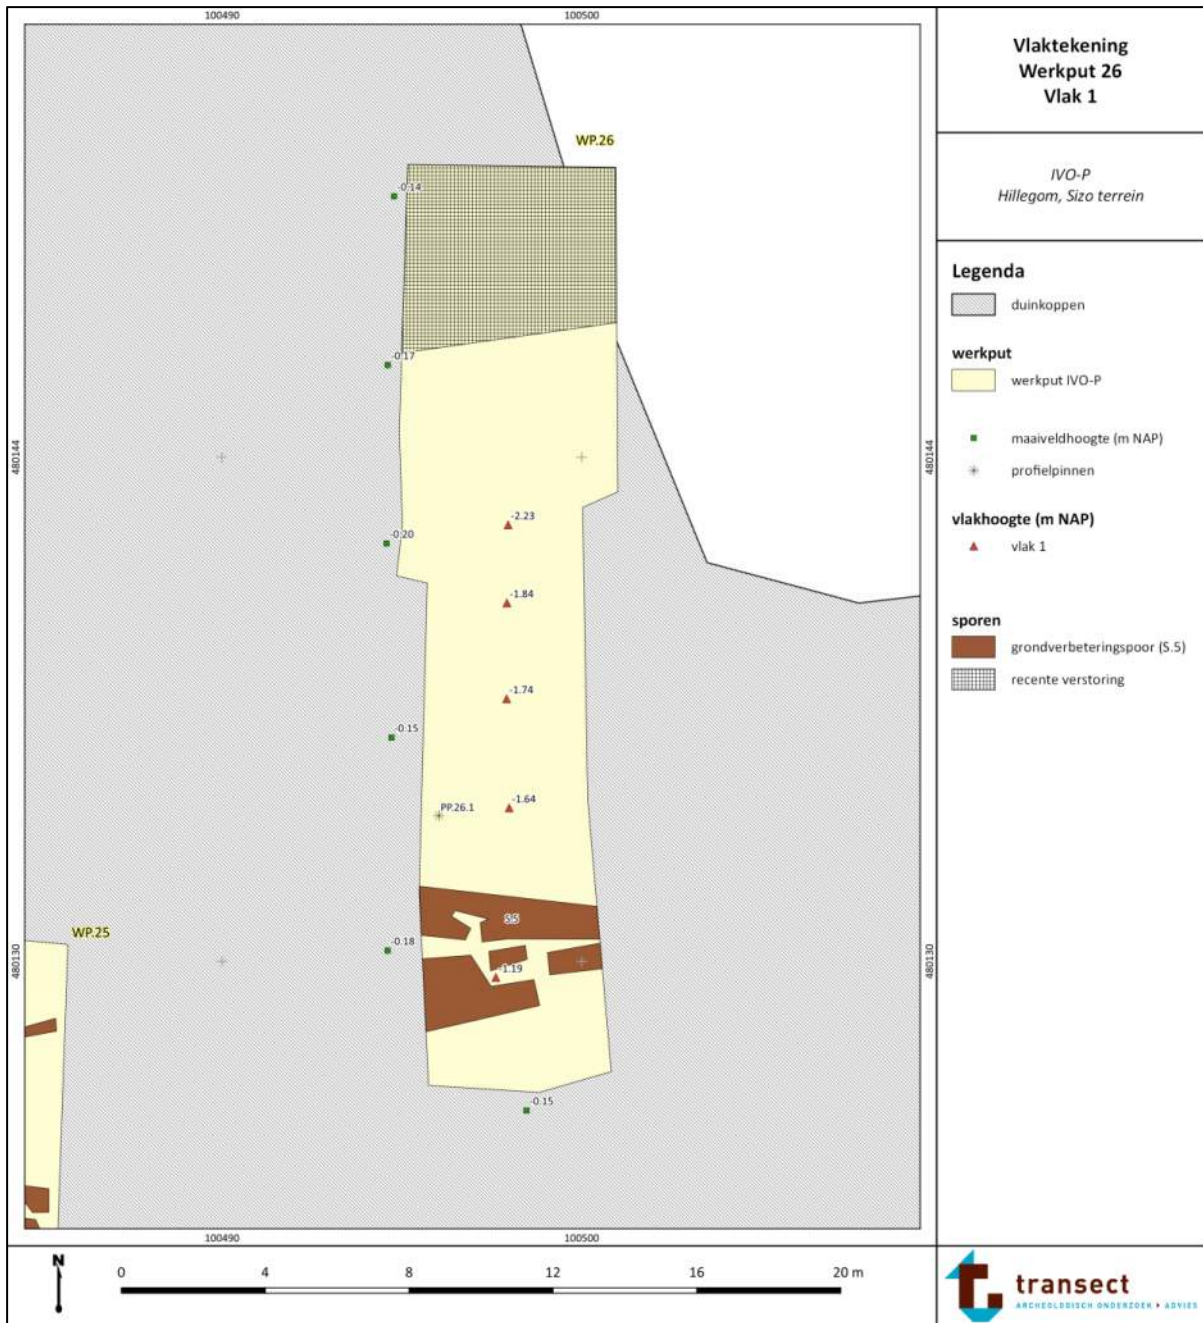 100490
100500
WP.26
-0.14
-0.17
480144
480144
-2.23
-0.20
-1.84
-1.74
-0.15
-1.64
PP.26.1
S.5
WP.25
-0.18
480130
480130
-1.19
-0.15
100490
100500
N
0 4 8 12 16 20 m
Vlaktekening
Werkput 26
Vlak 1
IVO-P
Hillegom, Sizo terrein
Legenda
duinkoppen
werkput
werkput IVO-P
maaiveldhoogte (m NAP)
profielpinnen
vlakhoogte (m NAP)
vlak 1
sporen
grondverbeteringspoor (S.5)
recente verstoring
transect
ARCHEOLOGISCH ONDERZOEK ▸ ADVIES